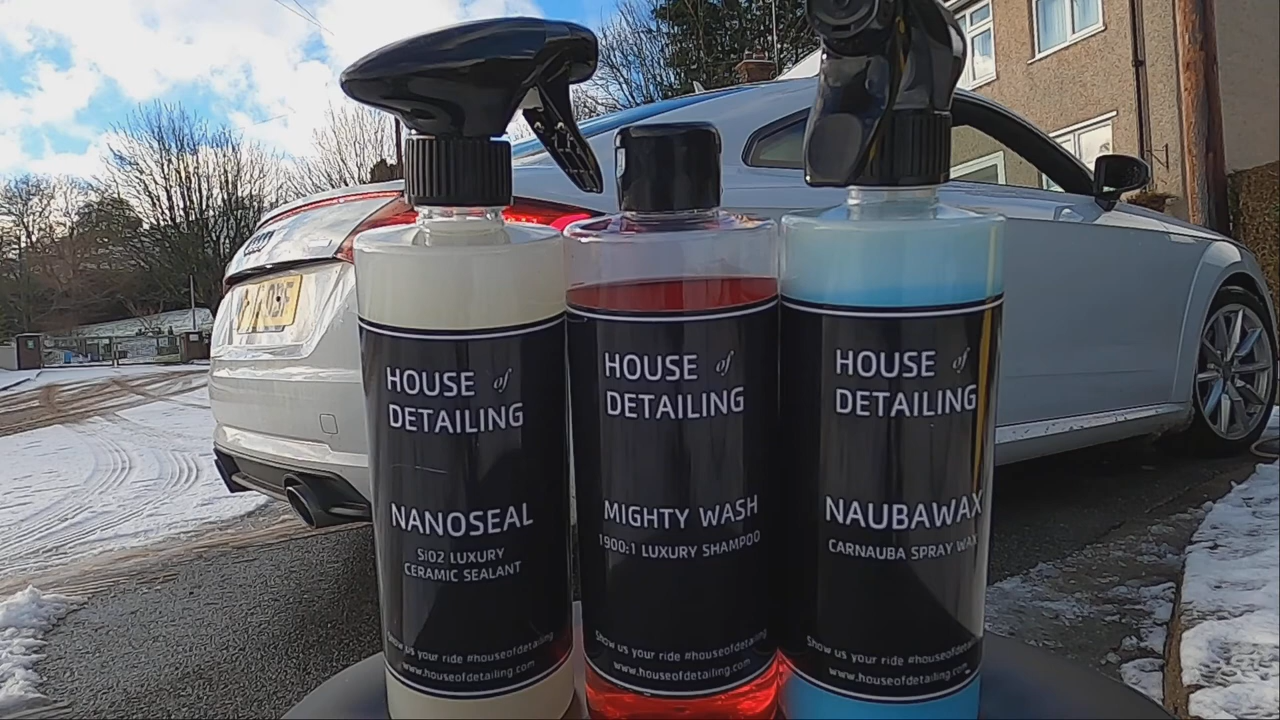 HOUSE of
DETAILING
NANOSEAL
SiO2 LUXURY
CERAMIC SEALANT
Show us your ride #houseofdetailing
www.houseofdetailing.com
HOUSE of
DETAILING
MIGHTY WASH
1900:1 LUXURY SHAMPOO
Show us your ride #houseofdetailing
www.houseofdetailing.com
HOUSE of
DETAILING
NAUBAWAX
CARNAUBA SPRAY WAX
Show us your ride #houseofdetailing
www.houseofdetailing.com